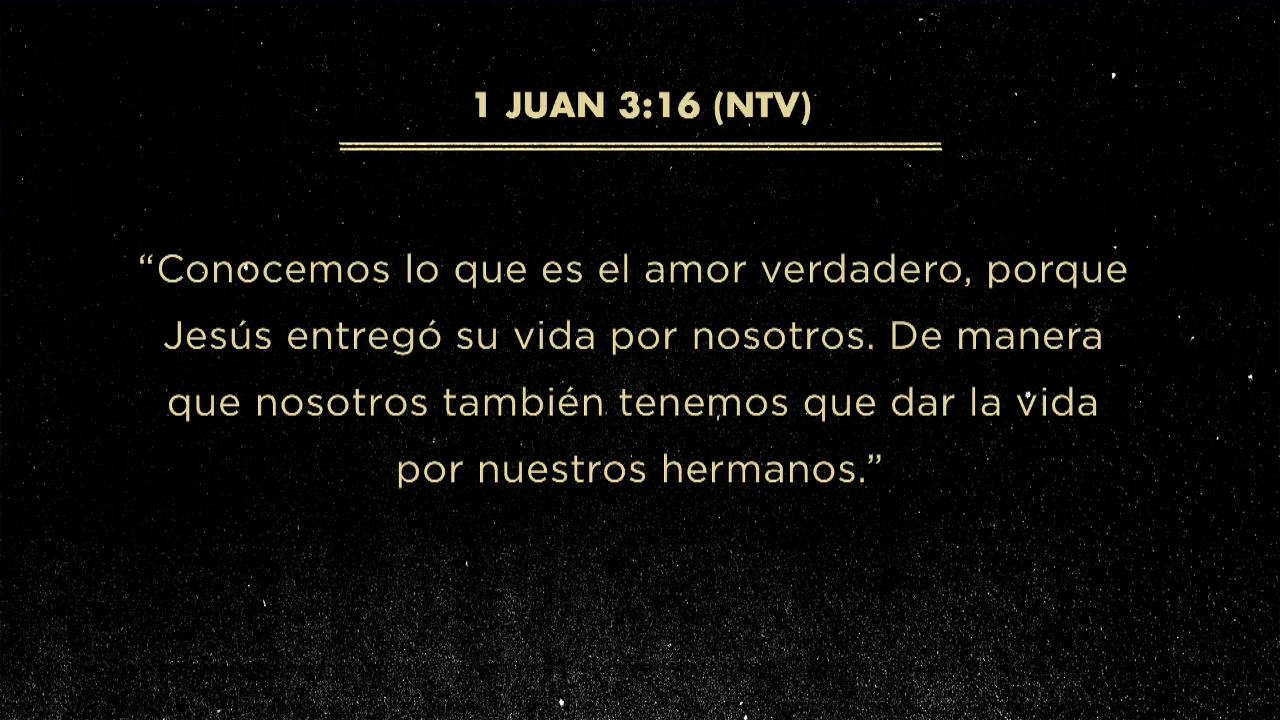 1 JUAN 3:16 (NTV)
“Conocemos lo que es el amor verdadero, porque
Jesús entregó su vida por nosotros. De manera
que nosotros también tenemos que dar la vida
por nuestros hermanos.”